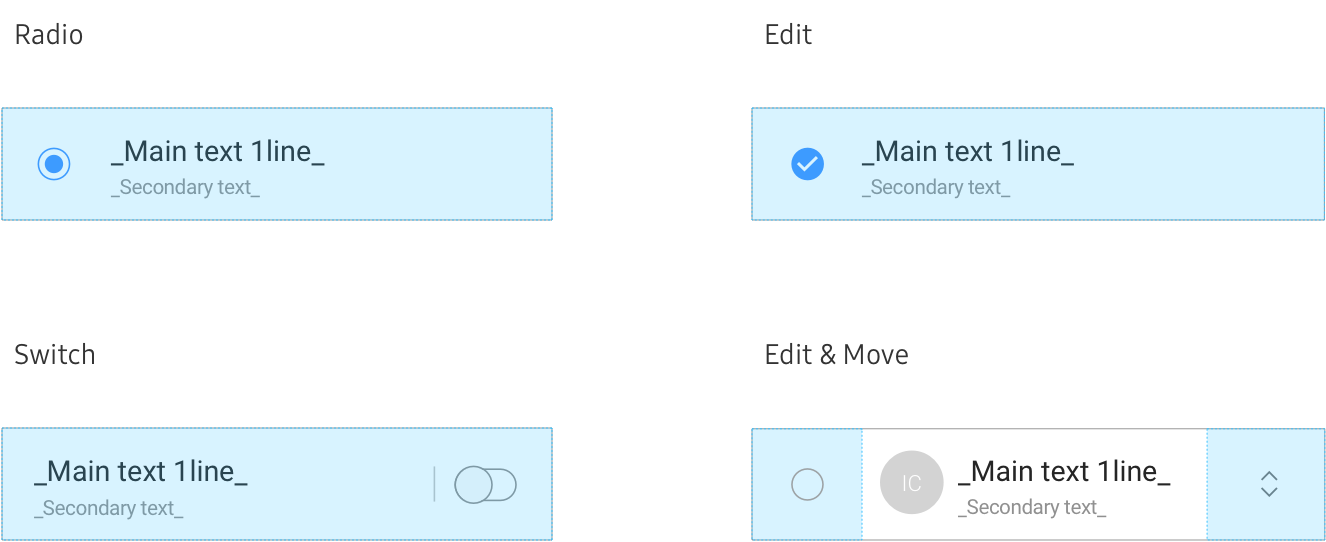 Radio
_Main text 1line_
_Secondary text_
Edit
_Main text 1line_
_Secondary text_
Switch
_Main text 1line_
_Secondary text_
Edit & Move
IC
_Main text 1line_
_Secondary text_